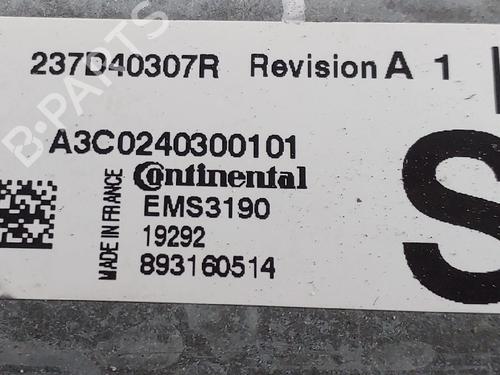 237D40307R Revision A 1
A3C0240300101
Continental
MADE IN FRANCE
EMS3190
19292
893160514
S
B-PARTS